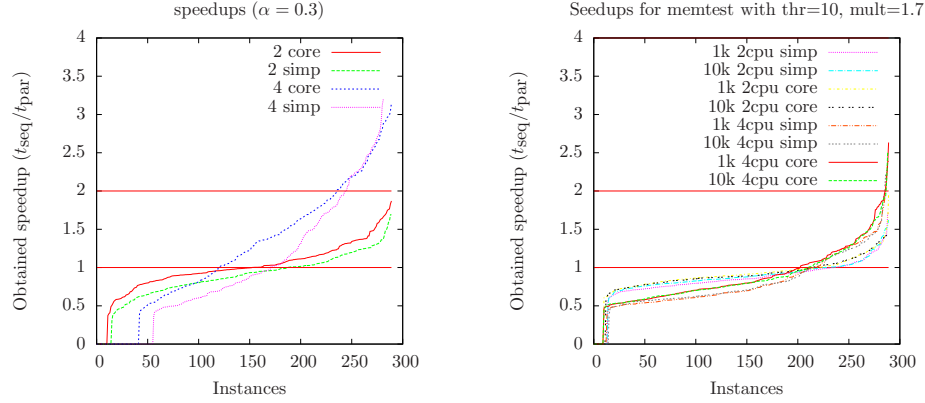 speedups (α = 0.3)
Obtained speedup (tseq/tpar)
4
3.5
3
2.5
2
1.5
1
0.5
0
0
50
100
150
200
250
300
Instances
2 core
2 simp
4 core
4 simp
Seedups for memtest with thr=10, mult=1.7
Obtained speedup (tseq/tpar)
4
3.5
3
2.5
2
1.5
1
0.5
0
0
50
100
150
200
250
300
Instances
1k 2cpu simp
10k 2cpu simp
1k 2cpu core
10k 2cpu core
1k 4cpu simp
10k 4cpu simp
1k 4cpu core
10k 4cpu core